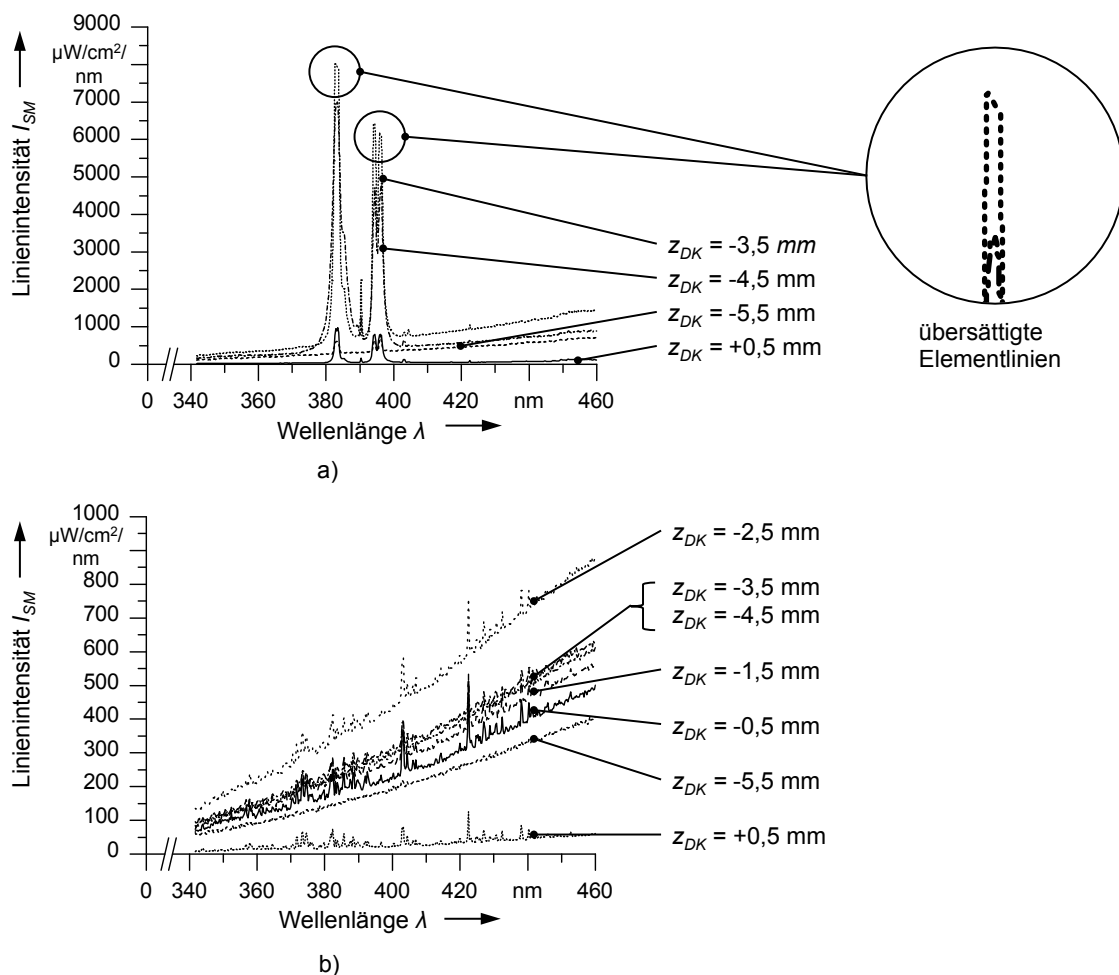 9000
µW/cm²/
nm
7000
6000
5000
4000
3000
2000
1000
0
Linienintensität I_SM
z_DK = -3,5 mm
z_DK = -4,5 mm
z_DK = -5,5 mm
z_DK = +0,5 mm
übersättigte
Elementlinien
0 340 360 380 400 420 nm 460
Wellenlänge λ
a)
1000
µW/cm²/
nm
800
700
600
500
400
300
200
100
0
Linienintensität I_SM
z_DK = -2,5 mm
z_DK = -3,5 mm
z_DK = -4,5 mm
z_DK = -1,5 mm
z_DK = -0,5 mm
z_DK = -5,5 mm
z_DK = +0,5 mm
0 340 360 380 400 420 nm 460
Wellenlänge λ
b)